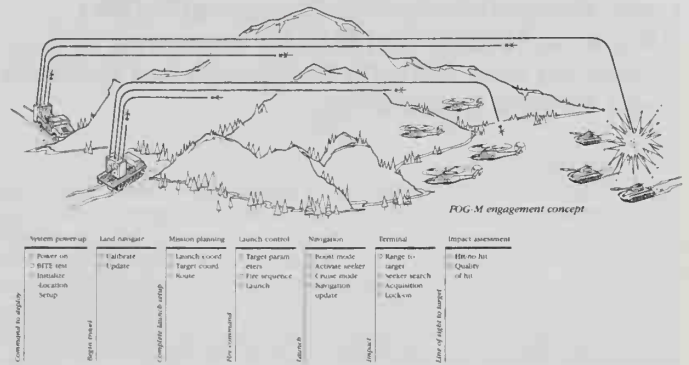 FOG-M engagement concept
System power-up
Power on
BITE test
Initialize
-Location
Setup
Land navigate
Calibrate
Update
Mission planning
Launch coord
Target coord
Route
Launch control
Target param
eters
Fire sequence
Launch
Navigation
Boost mode
Activate seeker
Cruise mode
Navigation
update
Terminal
Range to
target
Seeker search
Acquisition
Lock-on
Impact assessment
Hit-no hit
Quality
of hit
Command to deploy
Begin travel
Complete launch setup
Fire command
Launch
Impact
Line of sight to target